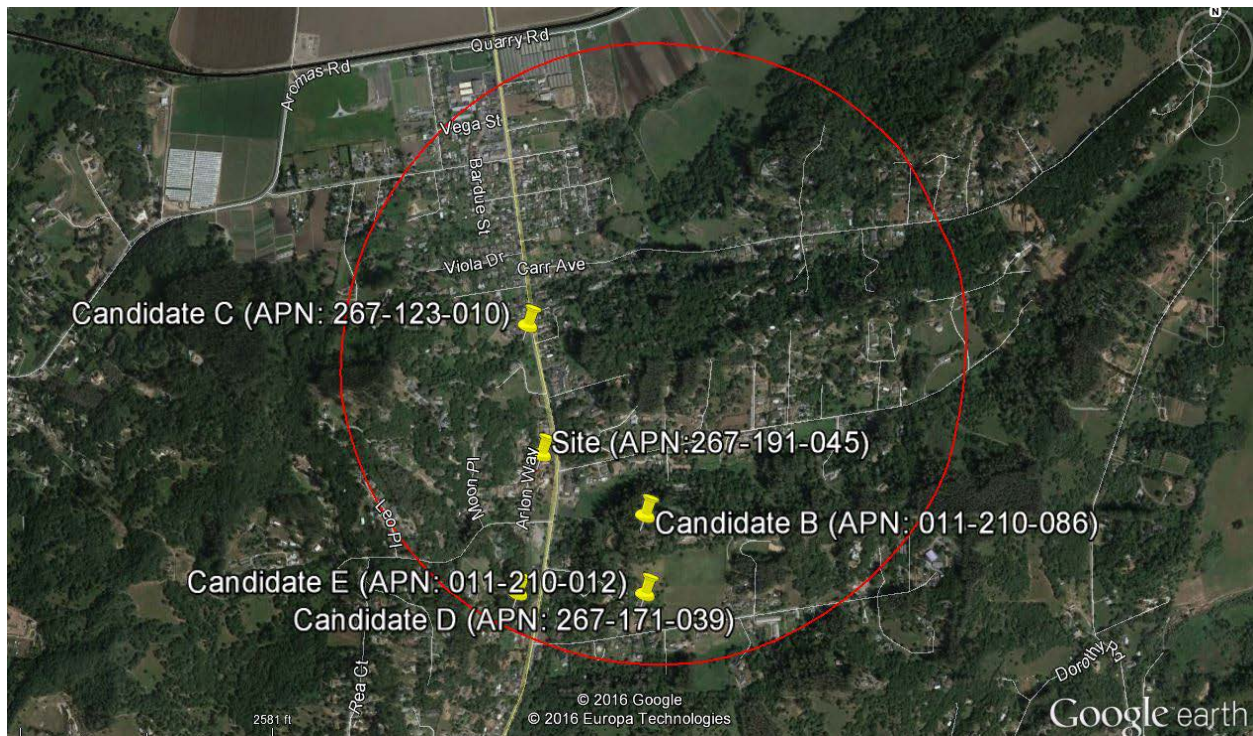 N
Quarry Rd
Aromas Rd
Vega St
Bardue St
Viola Dr
Carr Ave
Candidate C (APN: 267-123-010)
Site (APN:267-191-045)
Arlon Way
Moon Pl
Leo Pl
Candidate B (APN: 011-210-086)
Candidate E (APN: 011-210-012)
Candidate D (APN: 267-171-039)
Rea Ct
Dorothy Rd
2581 ft
© 2016 Google
© 2016 Europa Technologies
Google earth